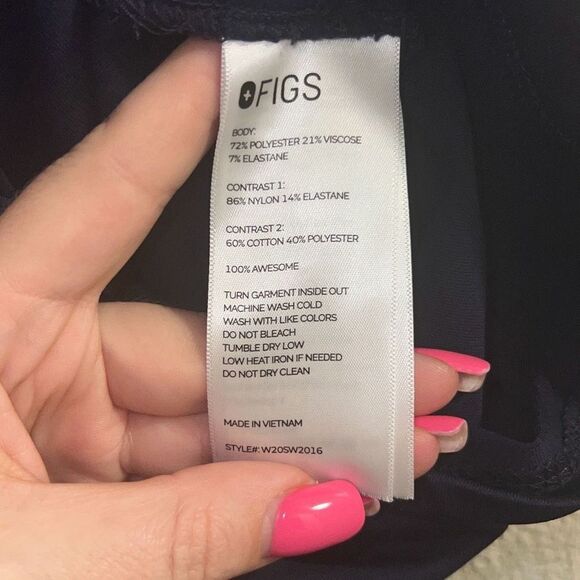 FIGS
BODY:
72% POLYESTER 21% VISCOSE
7% ELASTANE
CONTRAST 1:
86% NYLON 14% ELASTANE
CONTRAST 2:
60% COTTON 40% POLYESTER
100% AWESOME
TURN GARMENT INSIDE OUT
MACHINE WASH COLD
WASH WITH LIKE COLORS
DO NOT BLEACH
TUMBLE DRY LOW
LOW HEAT IRON IF NEEDED
DO NOT DRY CLEAN
MADE IN VIETNAM
STYLE#: W20SW2016